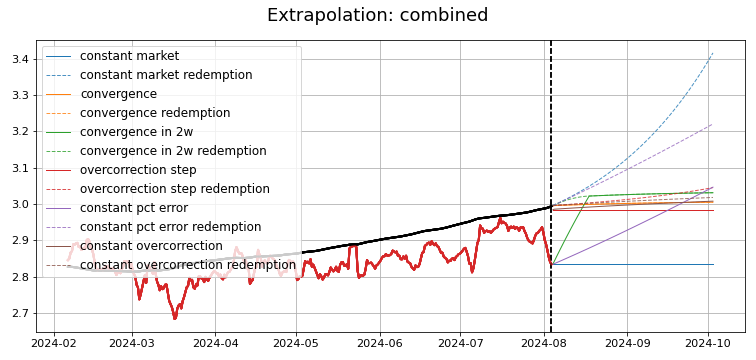 Extrapolation: combined
constant market
constant market redemption
convergence
convergence redemption
convergence in 2w
convergence in 2w redemption
overcorrection step
overcorrection step redemption
constant pct error
constant pct error redemption
constant overcorrection
constant overcorrection redemption
3.4
3.3
3.2
3.1
3.0
2.9
2.8
2.7
2024-02 2024-03 2024-04 2024-05 2024-06 2024-07 2024-08 2024-09 2024-10